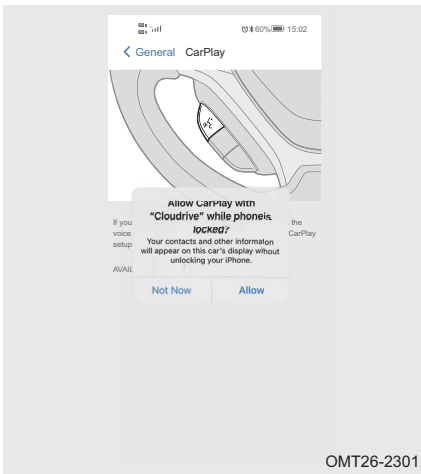 60% 15:02
General CarPlay
Allow CarPlay with
"Cloudrive" while phoneis
locked?
If you the
voice CarPlay
setup
Your contacts and other informaton
will appear on this car's display wihout
unlocking your iPhone.
AVAIL
Not Now Allow
OMT26-2301